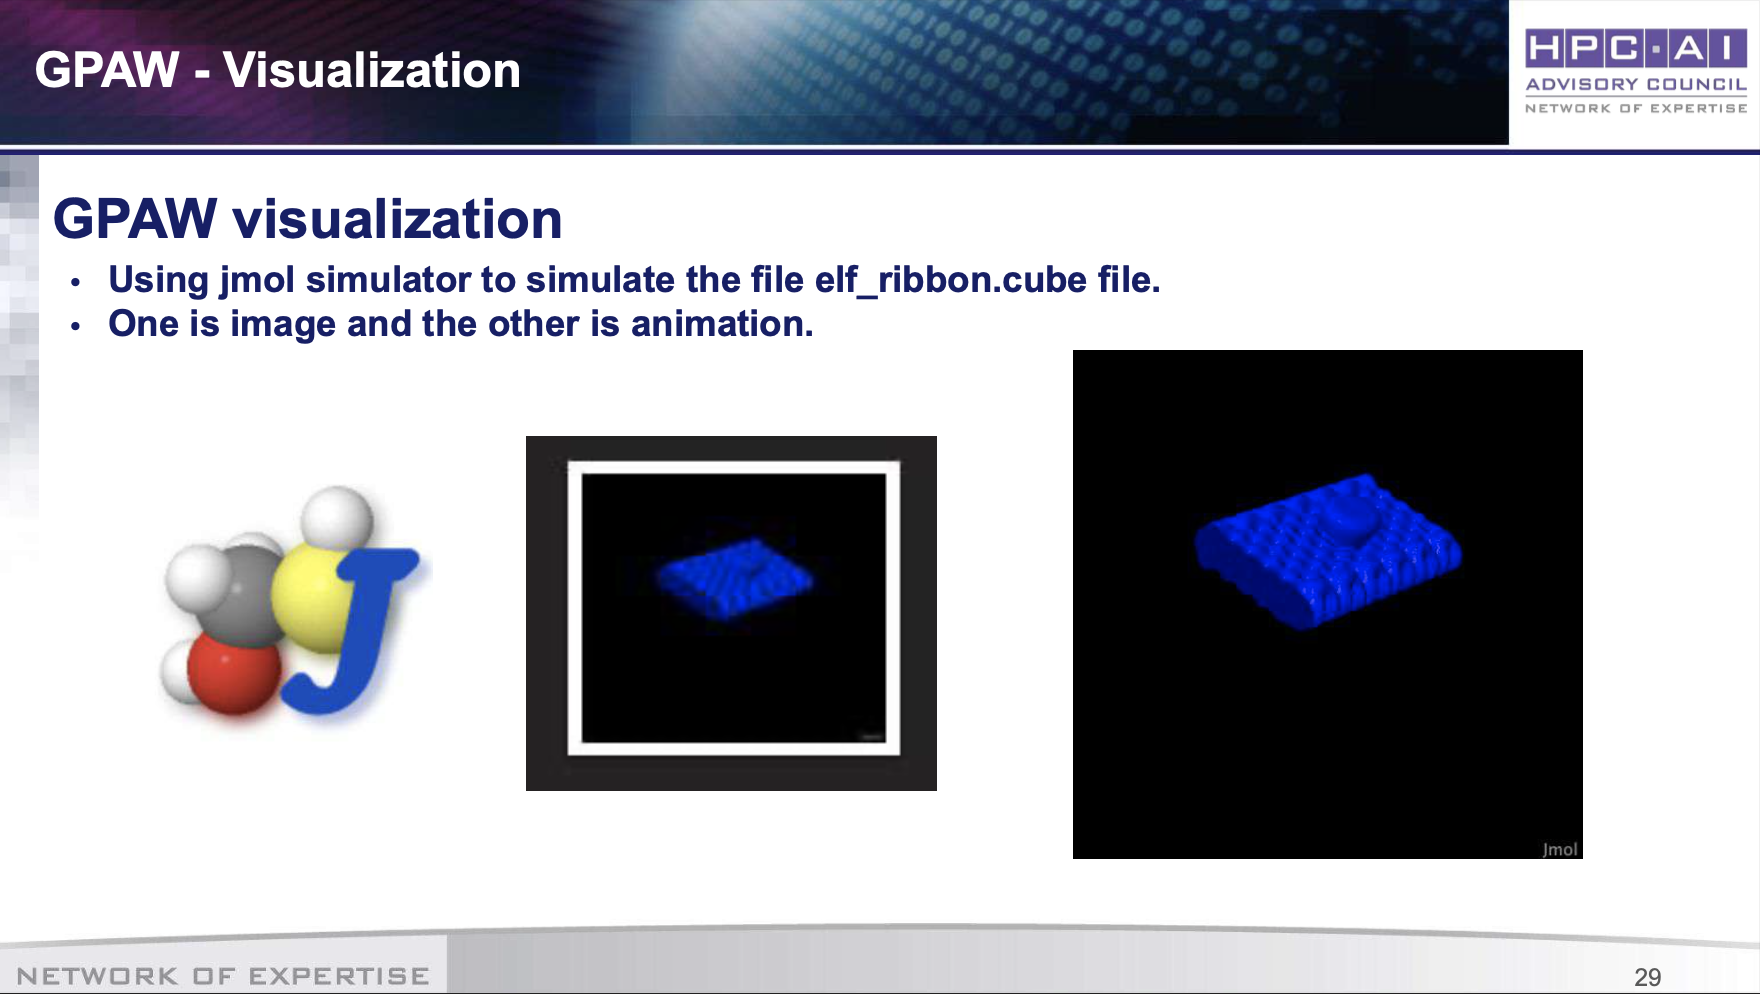 GPAW - Visualization
HPC·AI
ADVISORY COUNCIL
NETWORK OF EXPERTISE
GPAW visualization
• Using jmol simulator to simulate the file elf_ribbon.cube file.
• One is image and the other is animation.
J
Jmol
NETWORK OF EXPERTISE
29